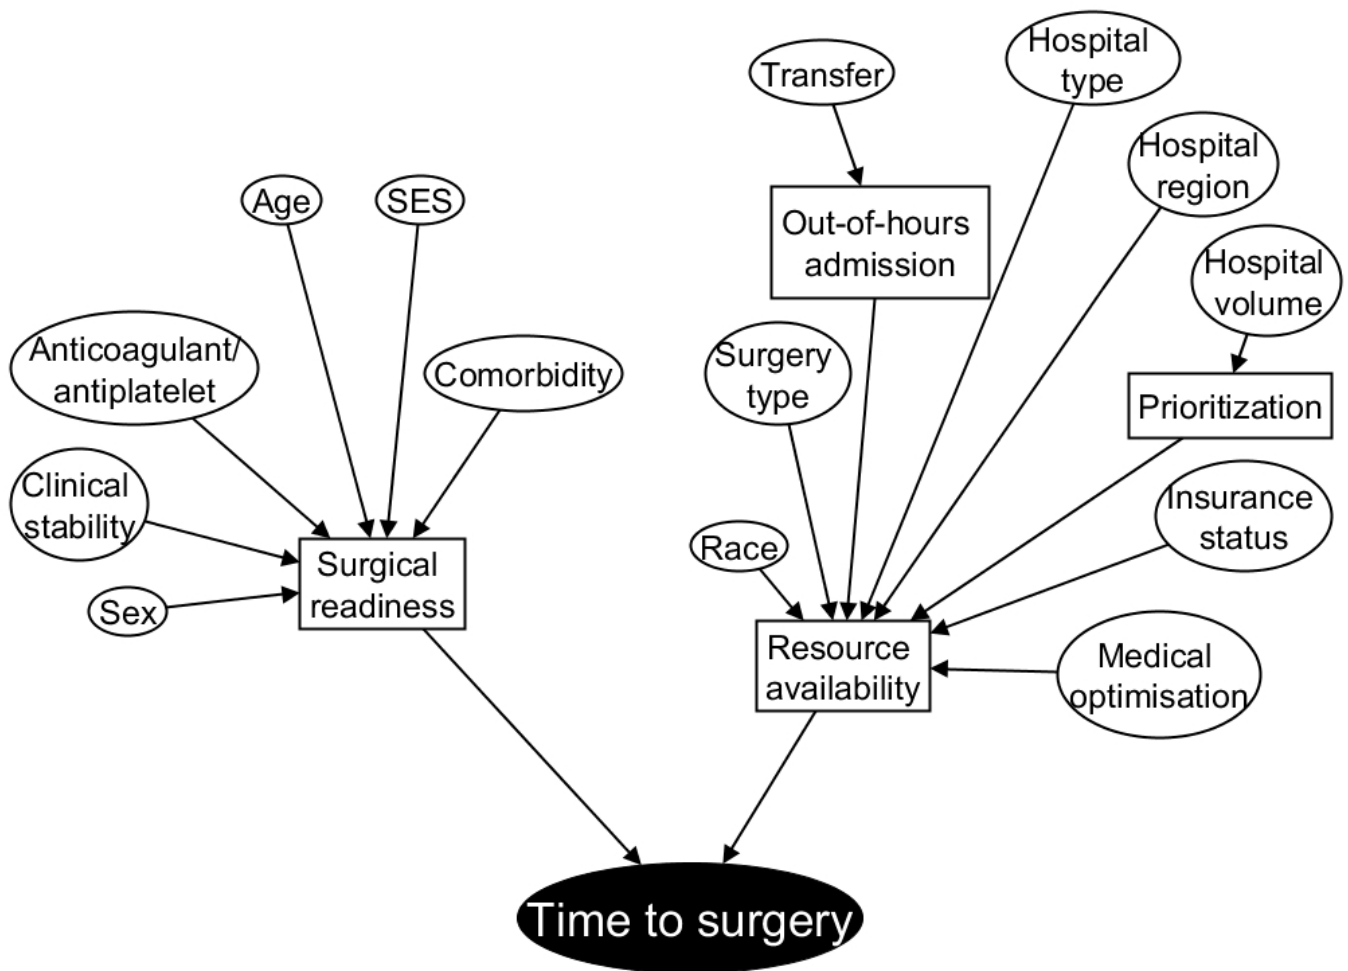 Hospital
type
Transfer
Hospital
region
Age
SES
Out-of-hours
admission
Hospital
volume
Anticoagulant/
antiplatelet
Comorbidity
Surgery
type
Prioritization
Clinical
stability
Insurance
status
Race
Surgical
readiness
Sex
Resource
availability
Medical
optimisation
Time to surgery